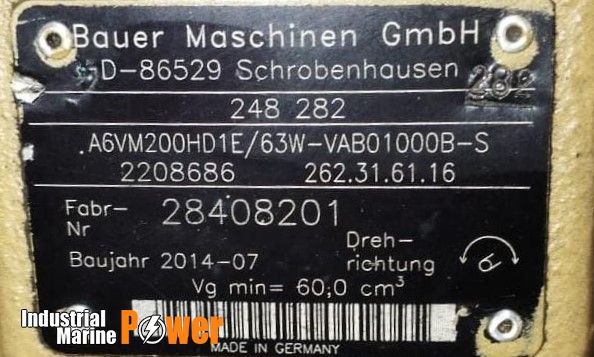 Bauer Maschinen GmbH
D-86529 Schrobenhausen
282
248 282
A6VM200HD1E/63W-VAB01000B-S
2208686 262.31.61.16
Fabr-Nr 28408201
Baujahr 2014-07
Dreh-
richtung
Vg min= 60,0 cm³
MADE IN GERMANY
Industrial
Marine Power